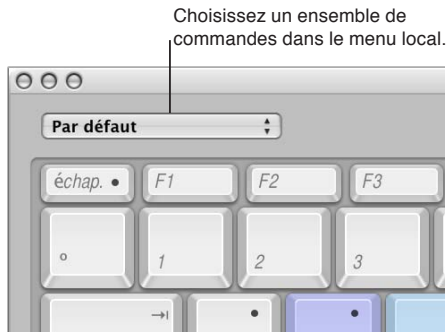 Choisissez un ensemble de
commandes dans le menu local.
Par défaut
échap. F1 F2 F3
º 1 2 3